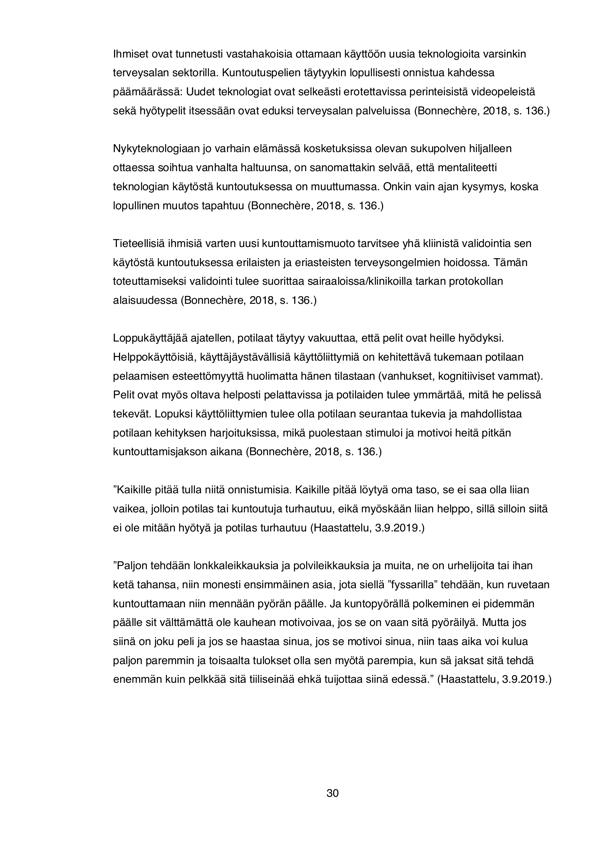 Ihmiset ovat tunnetusti vastahakoisia ottamaan käyttöön uusia teknologioita varsinkin
terveysalan sektorilla. Kuntoutuspelien täytyykin lopullisesti onnistua kahdessa
päämäärässä: Uudet teknologiat ovat selkeästi erotettavissa perinteisistä videopeleistä
sekä hyötypelit itsessään ovat eduksi terveysalan palveluissa (Bonnechère, 2018, s. 136.)
Nykyteknologiaan jo varhain elämässä kosketuksissa olevan sukupolven hiljalleen
ottaessa soihtua vanhalta haltuunsa, on sanomattakin selvää, että mentaliteetti
teknologian käytöstä kuntoutuksessa on muuttumassa. Onkin vain ajan kysymys, koska
lopullinen muutos tapahtuu (Bonnechère, 2018, s. 136.)
Tieteellisiä ihmisiä varten uusi kuntouttamismuoto tarvitsee yhä kliinistä validointia sen
käytöstä kuntoutuksessa erilaisten ja eriasteisten terveysongelmien hoidossa. Tämän
toteuttamiseksi validointi tulee suorittaa sairaaloissa/klinikoilla tarkan protokollan
alaisuudessa (Bonnechère, 2018, s. 136.)
Loppukäyttäjää ajatellen, potilaat täytyy vakuuttaa, että pelit ovat heille hyödyksi.
Helppokäyttöisiä, käyttäjäystävällisiä käyttöliittymiä on kehitettävä tukemaan potilaan
pelaamisen esteettömyyttä huolimatta hänen tilastaan (vanhukset, kognitiiviset vammat).
Pelit ovat myös oltava helposti pelattavissa ja potilaiden tulee ymmärtää, mitä he pelissä
tekevät. Lopuksi käyttöliittymien tulee olla potilaan seurantaa tukevia ja mahdollistaa
potilaan kehityksen harjoituksissa, mikä puolestaan stimuloi ja motivoi heitä pitkän
kuntouttamisjakson aikana (Bonnechère, 2018, s. 136.)
”Kaikille pitää tulla niitä onnistumisia. Kaikille pitää löytyä oma taso, se ei saa olla liian
vaikea, jolloin potilas tai kuntoutuja turhautuu, eikä myöskään liian helppo, sillä silloin siitä
ei ole mitään hyötyä ja potilas turhautuu (Haastattelu, 3.9.2019.)
”Paljon tehdään lonkkaleikkauksia ja polvileikkauksia ja muita, ne on urheilijoita tai ihan
ketä tahansa, niin monesti ensimmäinen asia, jota siellä ”fyssarilla” tehdään, kun ruvetaan
kuntouttamaan niin mennään pyörän päälle. Ja kuntopyörällä polkeminen ei pidemmän
päälle sit välttämättä ole kauhean motivoivaa, jos se on vaan sitä pyöräilyä. Mutta jos
siinä on joku peli ja jos se haastaa sinua, jos se motivoi sinua, niin taas aika voi kulua
paljon paremmin ja toisaalta tulokset olla sen myötä parempia, kun sä jaksat sitä tehdä
enemmän kuin pelkkää sitä tiiliseinää ehkä tuijottaa siinä edessä.” (Haastattelu, 3.9.2019.)
30